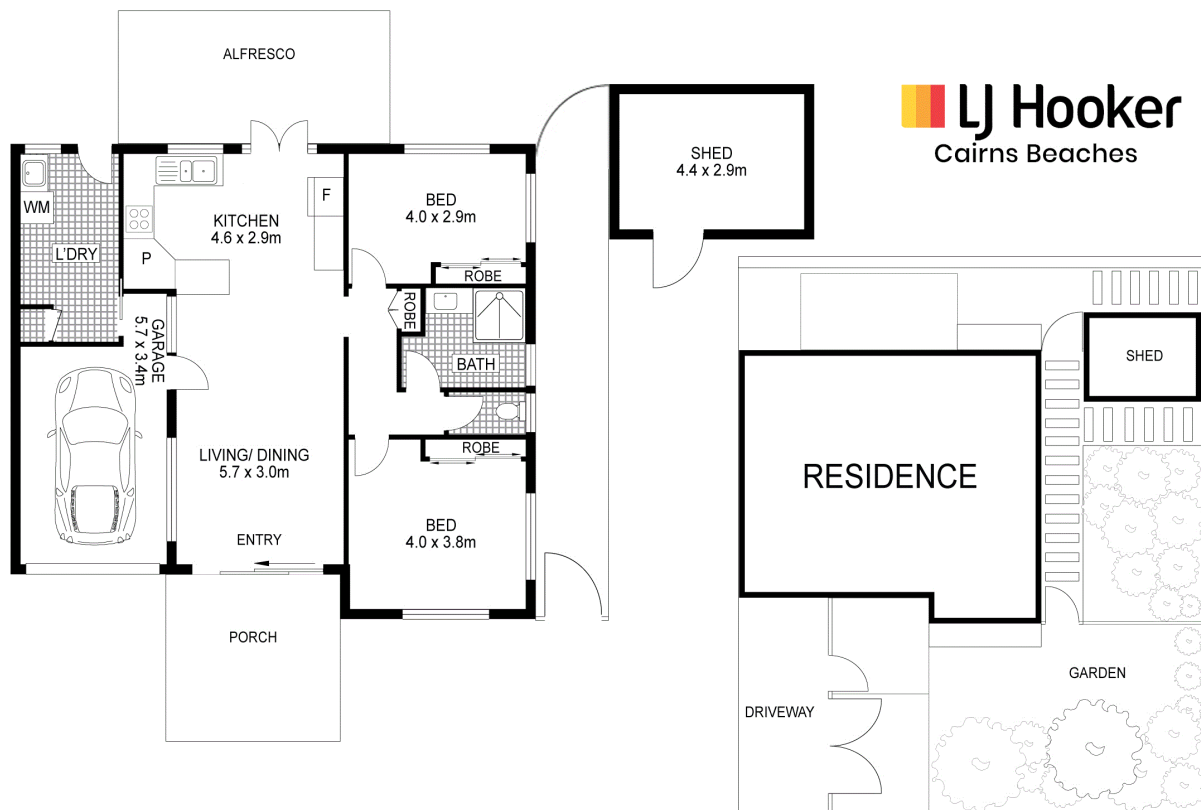 ALFRESCO
WM
L'DRY
KITCHEN
4.6 x 2.9m
F
P
BED
4.0 x 2.9m
ROBE
ROBE
BATH
GARAGE
5.7 x 3.4m
LIVING/ DINING
5.7 x 3.0m
ROBE
BED
4.0 x 3.8m
ENTRY
PORCH
SHED
4.4 x 2.9m
LJ Hooker
Cairns Beaches
SHED
RESIDENCE
GARDEN
DRIVEWAY